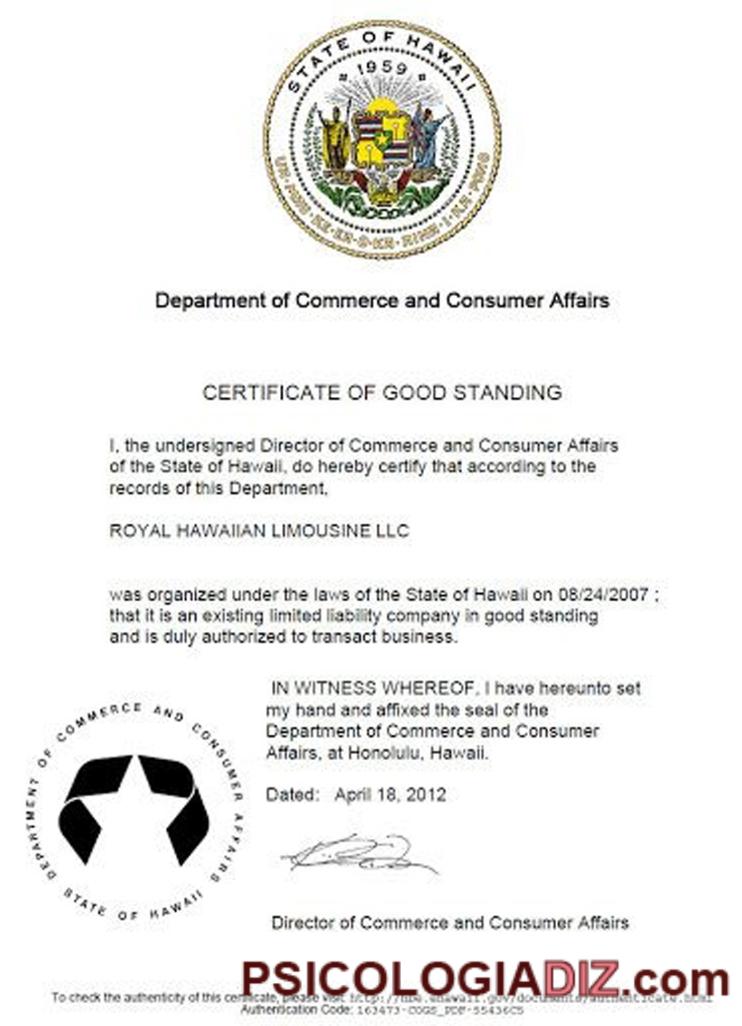 STATE OF HAWAII
1959
UA · MAU · KE · EA · O · KA · AINA · I · KA · PONO
Department of Commerce and Consumer Affairs
CERTIFICATE OF GOOD STANDING
I, the undersigned Director of Commerce and Consumer Affairs
of the State of Hawaii, do hereby certify that according to the
records of this Department,
ROYAL HAWAIIAN LIMOUSINE LLC
was organized under the laws of the State of Hawaii on 08/24/2007 ;
that it is an existing limited liability company in good standing
and is duly authorized to transact business.
IN WITNESS WHEREOF, I have hereunto set
my hand and affixed the seal of the
Department of Commerce and Consumer
Affairs, at Honolulu, Hawaii.
Dated: April 18, 2012
DEPARTMENT OF COMMERCE AND CONSUMER AFFAIRS
STATE OF HAWAII
Director of Commerce and Consumer Affairs
PSICOLOGIADIZ.com
To check the authenticity of this certificate, please visit
Authentication Code: 163473-COGS_PDF-55436C5